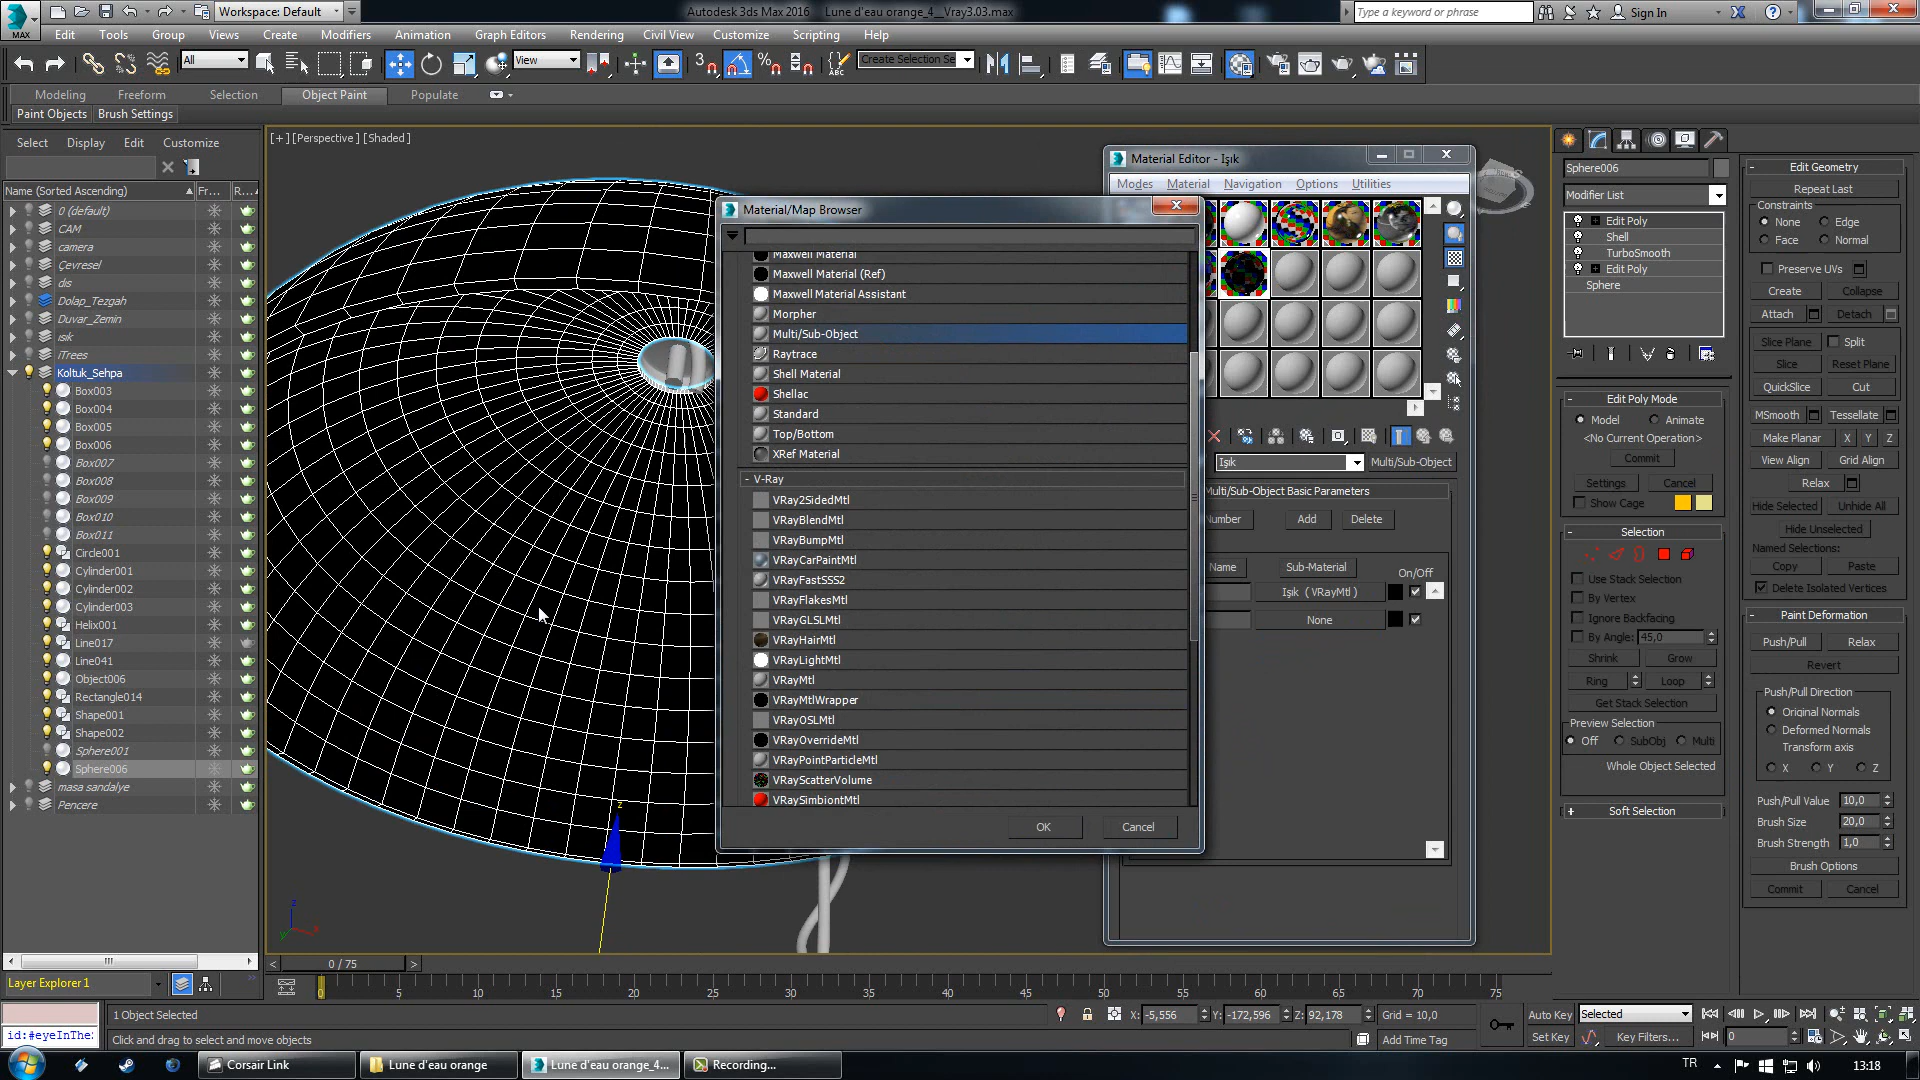 Workspace: Default
Autodesk 3ds Max 2016    Lune d'eau orange_4__Vray3.03.max
Type a keyword or phrase
Sign In
MAX
Edit Tools Group Views Create Modifiers Animation Graph Editors Rendering Civil View Customize Scripting Help
All
View
Create Selection Se
Modeling Freeform Selection Object Paint Populate
Paint Objects Brush Settings
Select Display Edit Customize
Name (Sorted Ascending) Fr... R...
0 (default)
CAM
camera
Çevresel
dıs
Dolap_Tezgah
Duvar_Zemin
ısık
iTrees
Koltuk_Sehpa
Box003
Box004
Box005
Box006
Box007
Box008
Box009
Box010
Box011
Circle001
Cylinder001
Cylinder002
Cylinder003
Helix001
Line017
Line041
Object006
Rectangle014
Shape001
Shape002
Sphere001
Sphere006
masa sandalye
Pencere
Layer Explorer 1
[+] [Perspective ] [Shaded ]
z
z
x
y
Material/Map Browser
Maxwell Material
Maxwell Material (Ref)
Maxwell Material Assistant
Morpher
Multi/Sub-Object
Raytrace
Shell Material
Shellac
Standard
Top/Bottom
XRef Material
- V-Ray
VRay2SidedMtl
VRayBlendMtl
VRayBumpMtl
VRayCarPaintMtl
VRayFastSSS2
VRayFlakesMtl
VRayGLSLMtl
VRayHairMtl
VRayLightMtl
VRayMtl
VRayMtlWrapper
VRayOSLMtl
VRayOverrideMtl
VRayPointParticleMtl
VRayScatterVolume
VRaySimbiontMtl
OK Cancel
Material Editor - Işık
Modes Material Navigation Options Utilities
Işık Multi/Sub-Object
Multi/Sub-Object Basic Parameters
Number Add Delete
Name Sub-Material On/Off
Işık ( VRayMtl )
None
Sphere006
Modifier List
Edit Poly
Shell
TurboSmooth
Edit Poly
Sphere
- Edit Poly Mode
Model Animate
<No Current Operation>
Commit
Settings Cancel
Show Cage
- Selection
Use Stack Selection
By Vertex
Ignore Backfacing
By Angle: 45,0
Shrink Grow
Ring Loop
Get Stack Selection
Preview Selection
Off SubObj Multi
Whole Object Selected
+ Soft Selection
- Edit Geometry
Repeat Last
Constraints
None Edge
Face Normal
Preserve UVs
Create Collapse
Attach Detach
Slice Plane Split
Slice Reset Plane
QuickSlice Cut
MSmooth Tessellate
Make Planar X Y Z
View Align Grid Align
Relax
Hide Selected Unhide All
Hide Unselected
Named Selections:
Copy Paste
Delete Isolated Vertices
- Paint Deformation
Push/Pull Relax
Revert
Push/Pull Direction
Original Normals
Deformed Normals
Transform axis
X Y Z
Push/Pull Value 10,0
Brush Size 20,0
Brush Strength 1,0
Brush Options
Commit Cancel
< 0 / 75 >
0 5 10 15 20 25 30 35 40 45 50 55 60 65 70 75
1 Object Selected
X: -5,556 Y: -172,596 Z: 92,178 Grid = 10,0
Auto Key Selected
id:#eyeInThe
Click and drag to select and move objects
Add Time Tag
Set Key Key Filters... 0
Corsair Link
Lune d'eau orange
Lune d'eau orange_4...
Recording...
TR
13:18